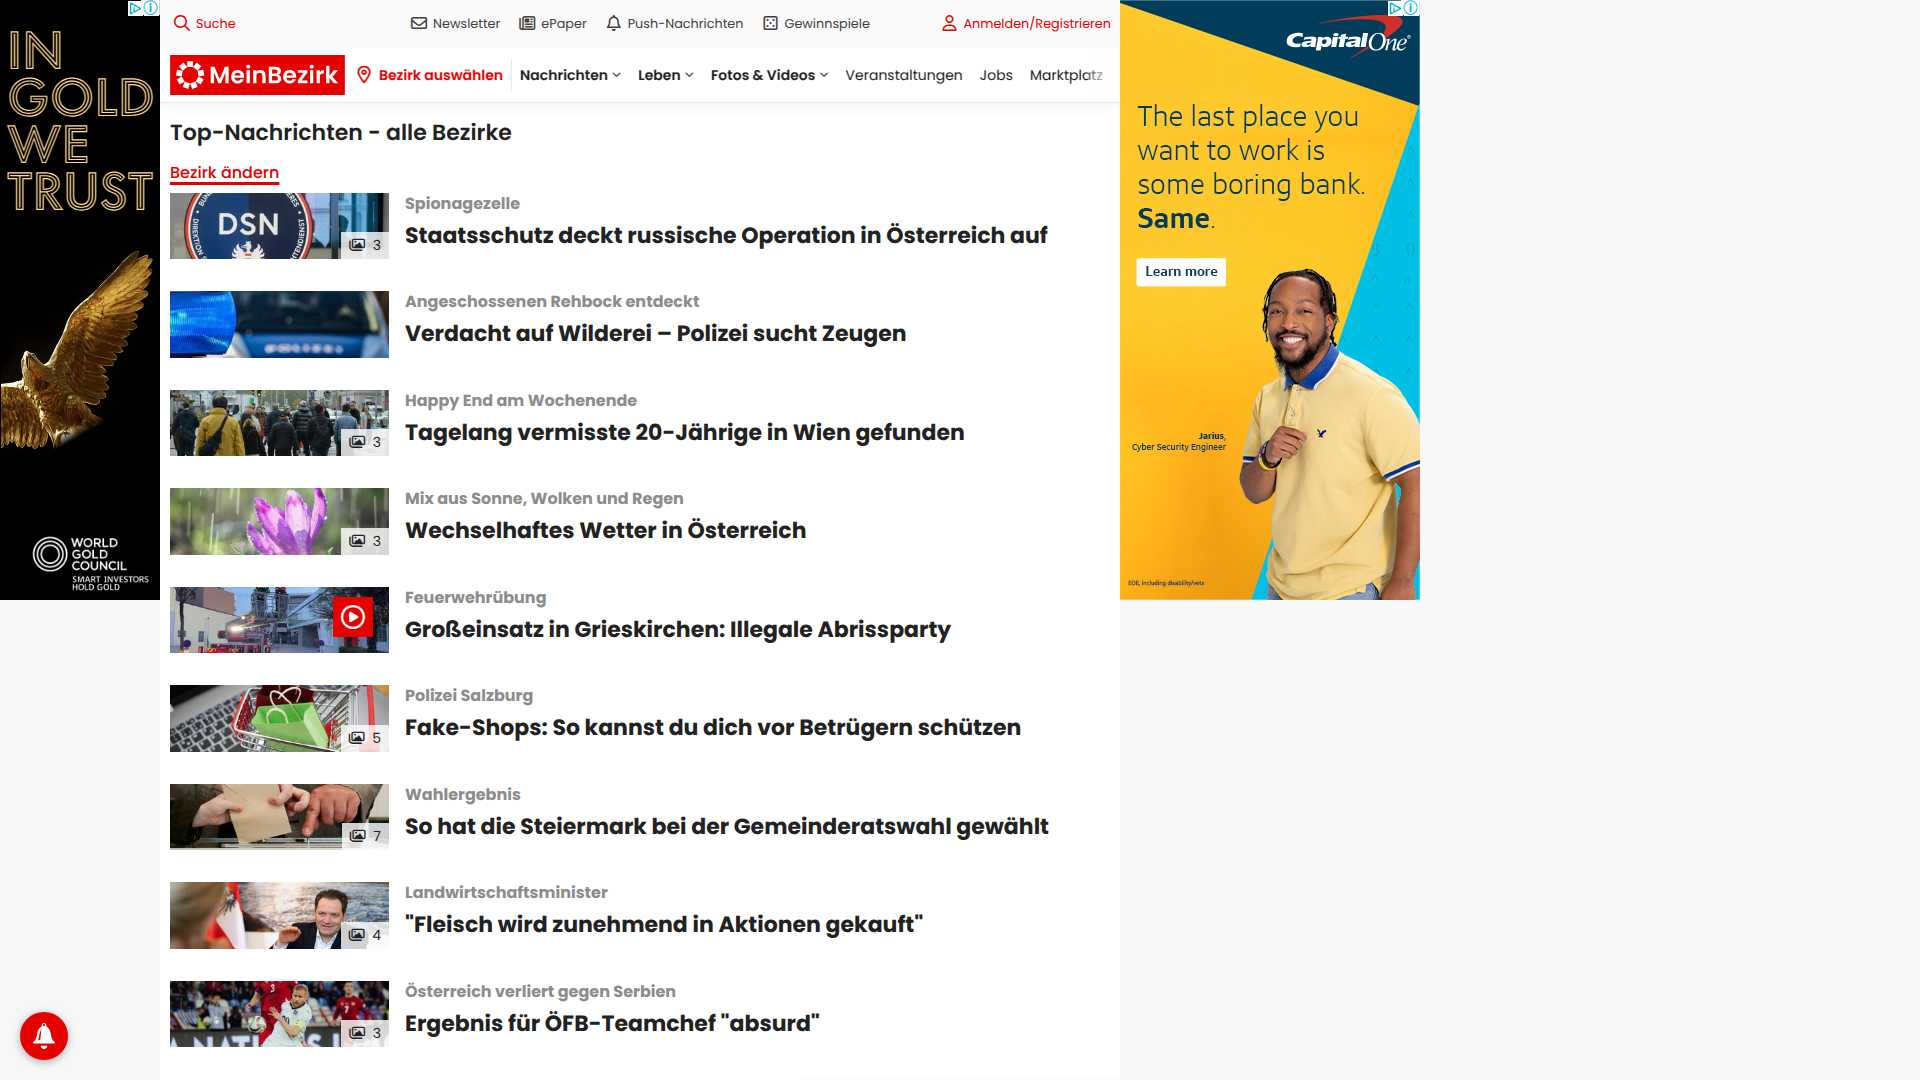 Suche
Newsletter
ePaper
Push-Nachrichten
Gewinnspiele
Anmelden/Registrieren
MeinBezirk
Bezirk auswählen
Nachrichten
Leben
Fotos & Videos
Veranstaltungen
Jobs
Marktplatz
Top-Nachrichten - alle Bezirke
Bezirk ändern
DSN
3
Spionagezelle
Staatsschutz deckt russische Operation in Österreich auf
Angeschossenen Rehbock entdeckt
Verdacht auf Wilderei – Polizei sucht Zeugen
3
Happy End am Wochenende
Tagelang vermisste 20-Jährige in Wien gefunden
3
Mix aus Sonne, Wolken und Regen
Wechselhaftes Wetter in Österreich
Feuerwehrübung
Großeinsatz in Grieskirchen: Illegale Abrissparty
5
Polizei Salzburg
Fake-Shops: So kannst du dich vor Betrügern schützen
7
Wahlergebnis
So hat die Steiermark bei der Gemeinderatswahl gewählt
4
Landwirtschaftsminister
"Fleisch wird zunehmend in Aktionen gekauft"
3
Österreich verliert gegen Serbien
Ergebnis für ÖFB-Teamchef "absurd"
IN
GOLD
WE
TRUST
WORLD
GOLD
COUNCIL
SMART INVESTORS
HOLD GOLD
Capital One
The last place you
want to work is
some boring bank.
Same.
Learn more
Jarius,
Cyber Security Engineer
EOE, including disability/vets